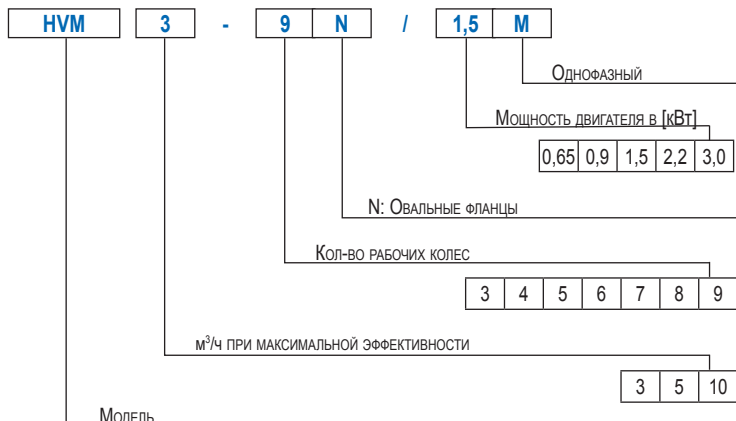 HVM 3 - 9 N / 1,5 M
Однофазный
Мощность двигателя в [кВт]
0,65 0,9 1,5 2,2 3,0
N: Овальные фланцы
Кол-во рабочих колес
3 4 5 6 7 8 9
м³/ч при максимальной эффективности
3 5 10
Модель